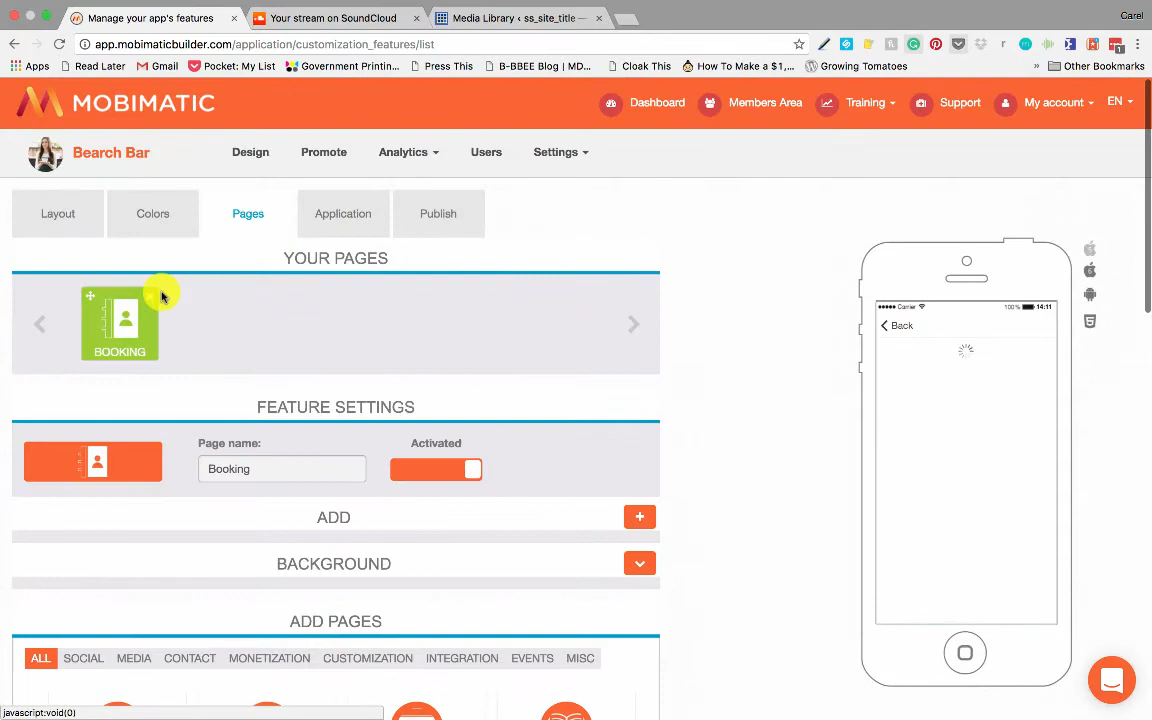 Manage your app's features
Your stream on SoundCloud
Media Library ‹ ss_site_title —
Carel
app.mobimaticbuilder.com/application/customization_features/list
Apps
Read Later
Gmail
Pocket: My List
Government Printin...
Press This
B-BBEE Blog | MD...
Cloak This
How To Make a $1,...
Growing Tomatoes
»
Other Bookmarks
MOBIMATIC
Dashboard
Members Area
Training
Support
My account
EN
Bearch Bar
Design
Promote
Analytics
Users
Settings
Layout
Colors
Pages
Application
Publish
YOUR PAGES
BOOKING
FEATURE SETTINGS
Page name:
Activated
Booking
ADD
BACKGROUND
ADD PAGES
ALL
SOCIAL
MEDIA
CONTACT
MONETIZATION
CUSTOMIZATION
INTEGRATION
EVENTS
MISC
Carrier
100%
14:11
Back
javascript:void(0)